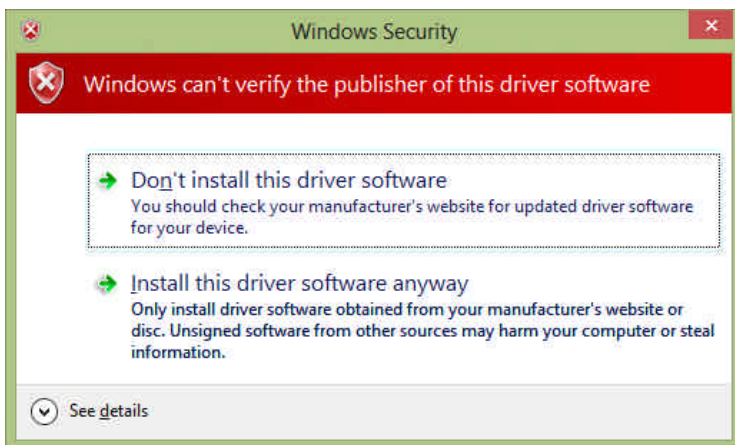 Windows Security
Windows can't verify the publisher of this driver software
Don't install this driver software
You should check your manufacturer's website for updated driver software
for your device.
Install this driver software anyway
Only install driver software obtained from your manufacturer's website or
disc. Unsigned software from other sources may harm your computer or steal
information.
See details